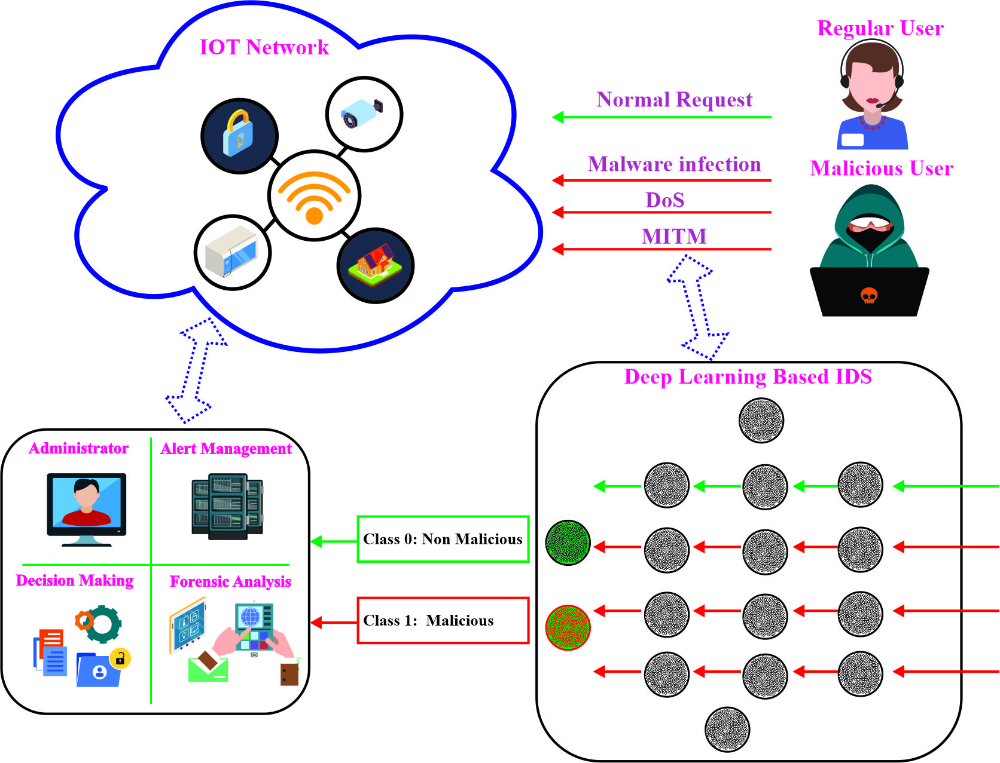 IOT Network
Regular User
Normal Request
Malicious User
Malware infection
DoS
MITM
Deep Learning Based IDS
Administrator
Alert Management
Decision Making
Forensic Analysis
Class 0: Non Malicious
Class 1:  Malicious